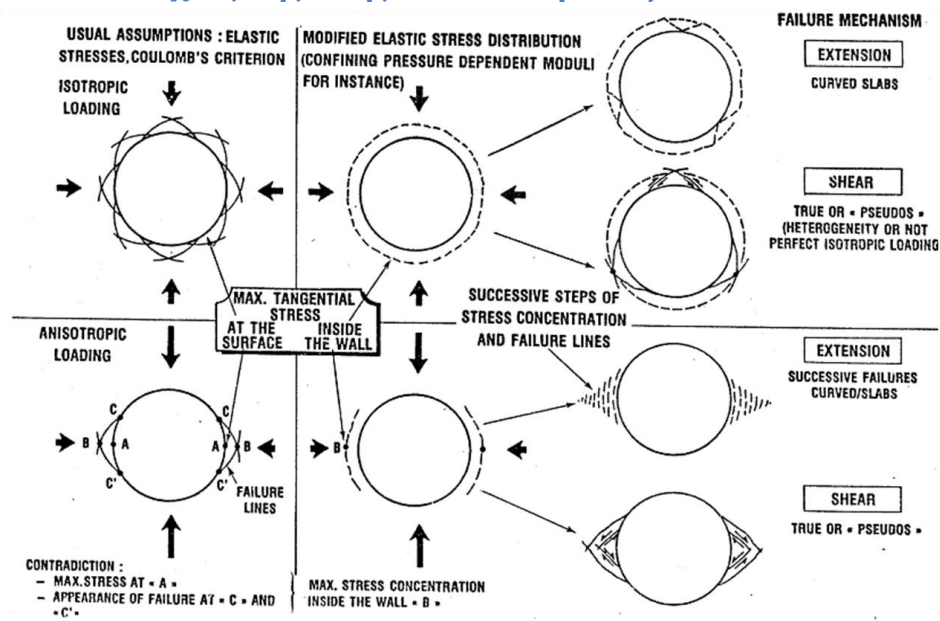 USUAL ASSUMPTIONS : ELASTIC
STRESSES, COULOMB'S CRITERION
ISOTROPIC
LOADING
MODIFIED ELASTIC STRESS DISTRIBUTION
(CONFINING PRESSURE DEPENDENT MODULI
FOR INSTANCE)
FAILURE MECHANISM
EXTENSION
CURVED SLABS
SHEAR
TRUE OR « PSEUDOS »
(HETEROGENEITY OR NOT
PERFECT ISOTROPIC LOADING
MAX. TANGENTIAL
STRESS
AT THE
SURFACE
INSIDE
THE WALL
SUCCESSIVE STEPS OF
STRESS CONCENTRATION
AND FAILURE LINES
ANISOTROPIC
LOADING
C
B
A
C'
C
A
B
C'
FAILURE
LINES
B
EXTENSION
SUCCESSIVE FAILURES
CURVED/SLABS
SHEAR
TRUE OR « PSEUDOS »
CONTRADICTION :
– MAX.STRESS AT « A »
– APPEARANCE OF FAILURE AT « C » AND
« C' »
MAX. STRESS CONCENTRATION
INSIDE THE WALL « B »